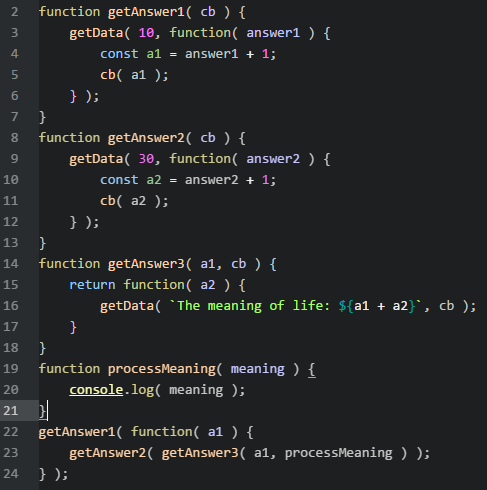 2 function getAnswer1( cb ) {
3     getData( 10, function( answer1 ) {
4         const a1 = answer1 + 1;
5         cb( a1 );
6     } );
7 }
8 function getAnswer2( cb ) {
9     getData( 30, function( answer2 ) {
10         const a2 = answer2 + 1;
11         cb( a2 );
12     } );
13 }
14 function getAnswer3( a1, cb ) {
15     return function( a2 ) {
16         getData( `The meaning of life: ${a1 + a2}`, cb );
17     }
18 }
19 function processMeaning( meaning ) {
20     console.log( meaning );
21 }
22 getAnswer1( function( a1 ) {
23     getAnswer2( getAnswer3( a1, processMeaning ) );
24 } );